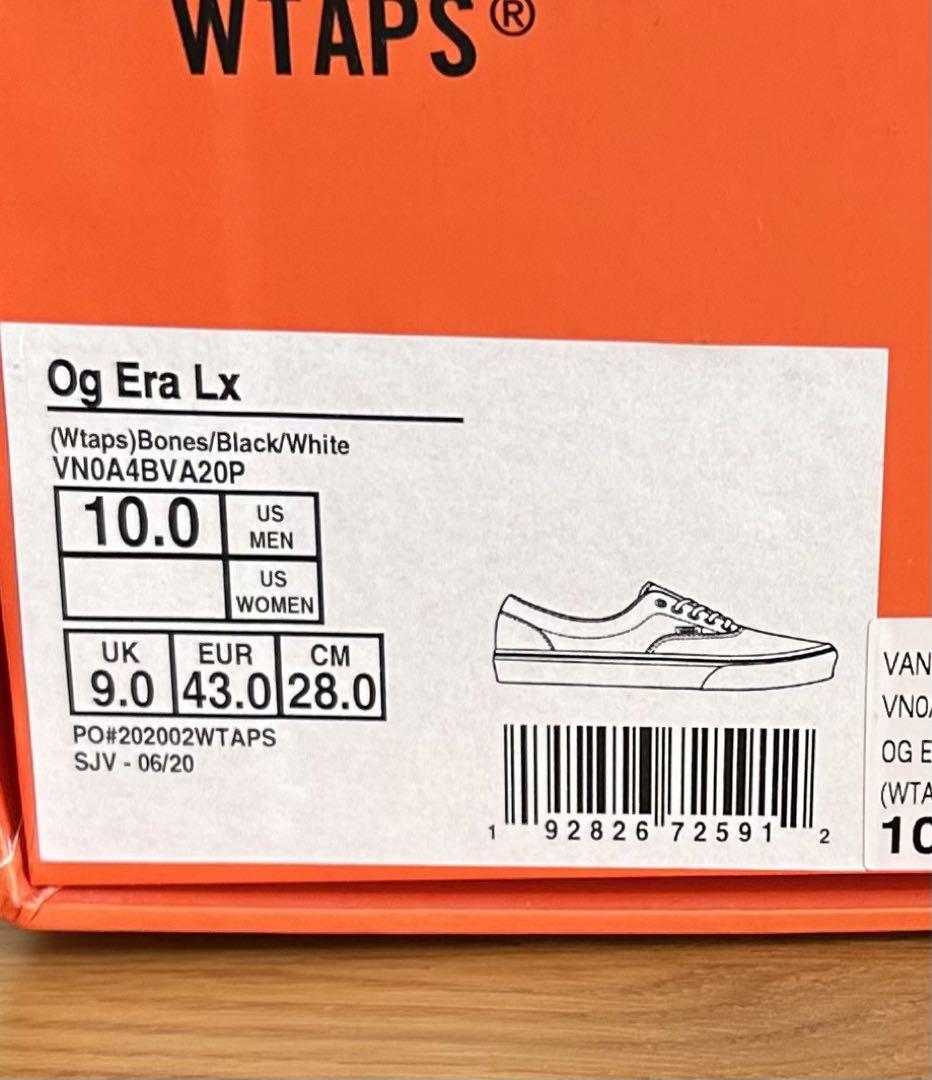 WTAPS®
Og Era Lx
(Wtaps)Bones/Black/White
VN0A4BVA20P
10.0 US MEN
US WOMEN
UK EUR CM
9.0 43.0 28.0
PO#202002WTAPS
SJV - 06/20
1 92826 72591 2
VAN
VN0
OG E
(WTA
10